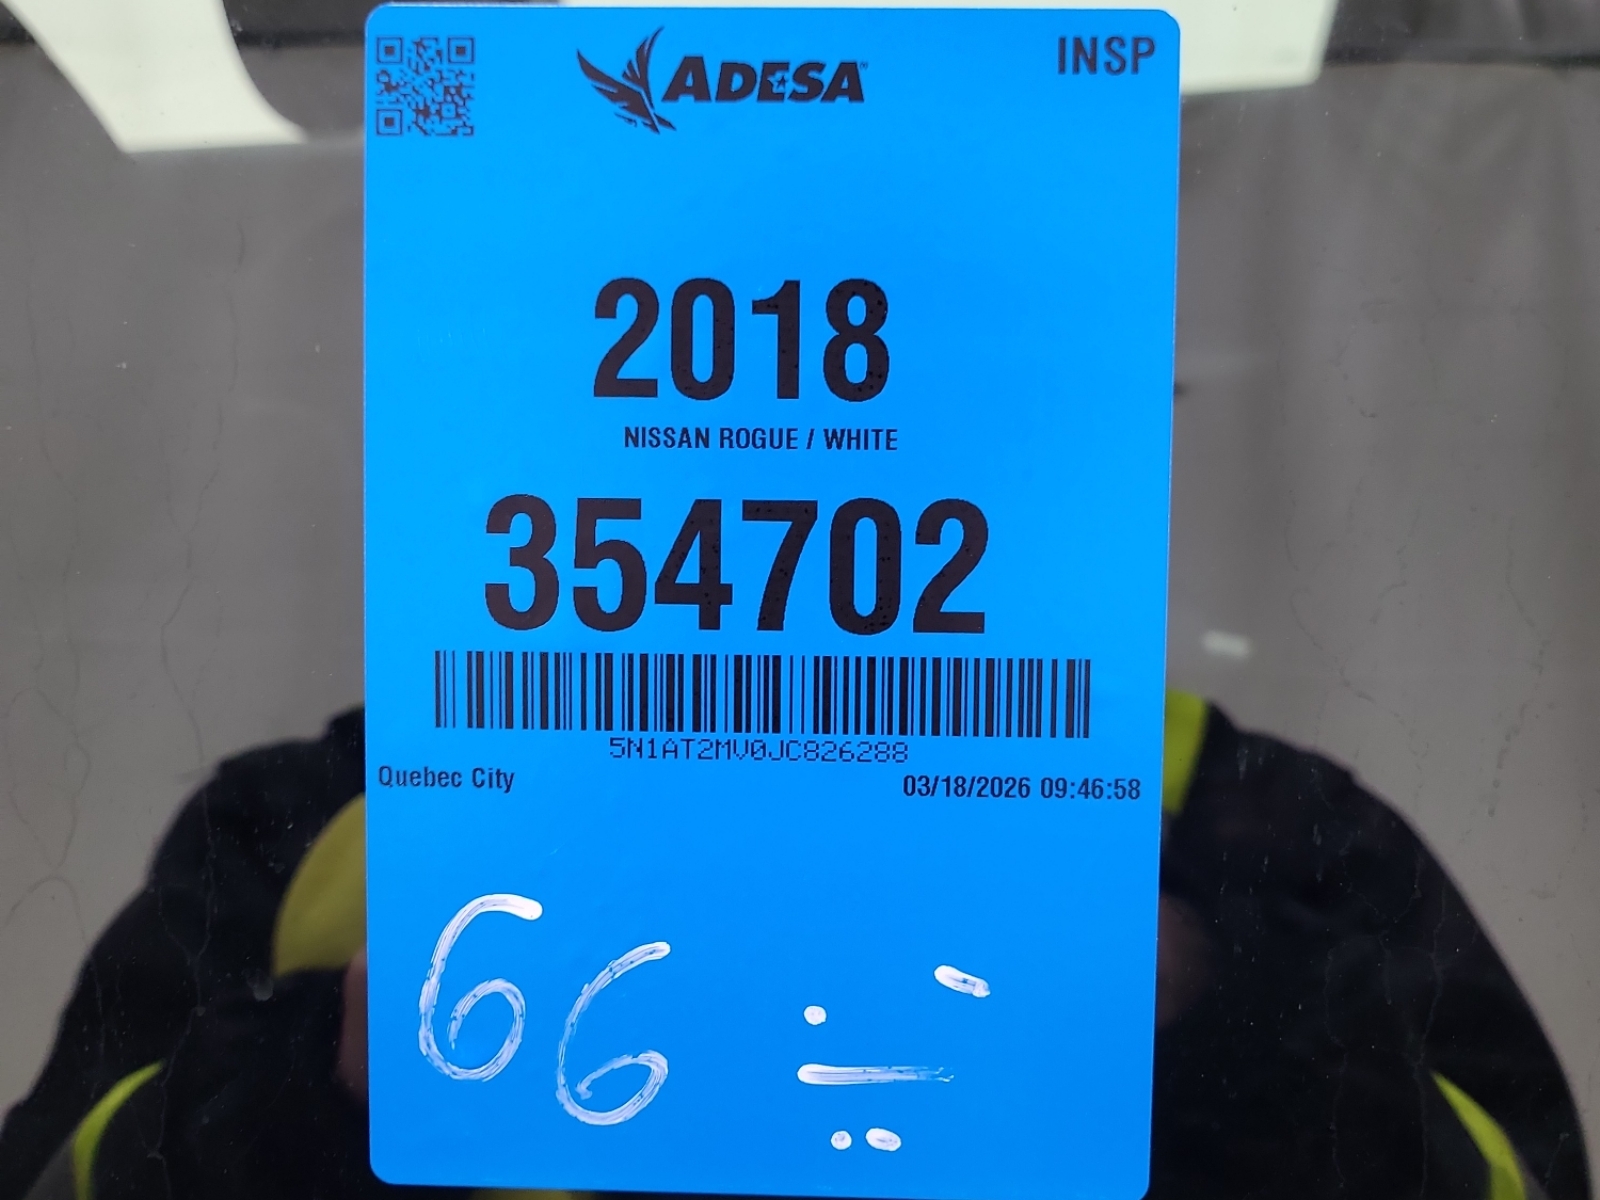 ADESA
INSP
2018
NISSAN ROGUE / WHITE
354702
5N1AT2MV0JC826288
Quebec City
03/18/2026 09:46:58
66